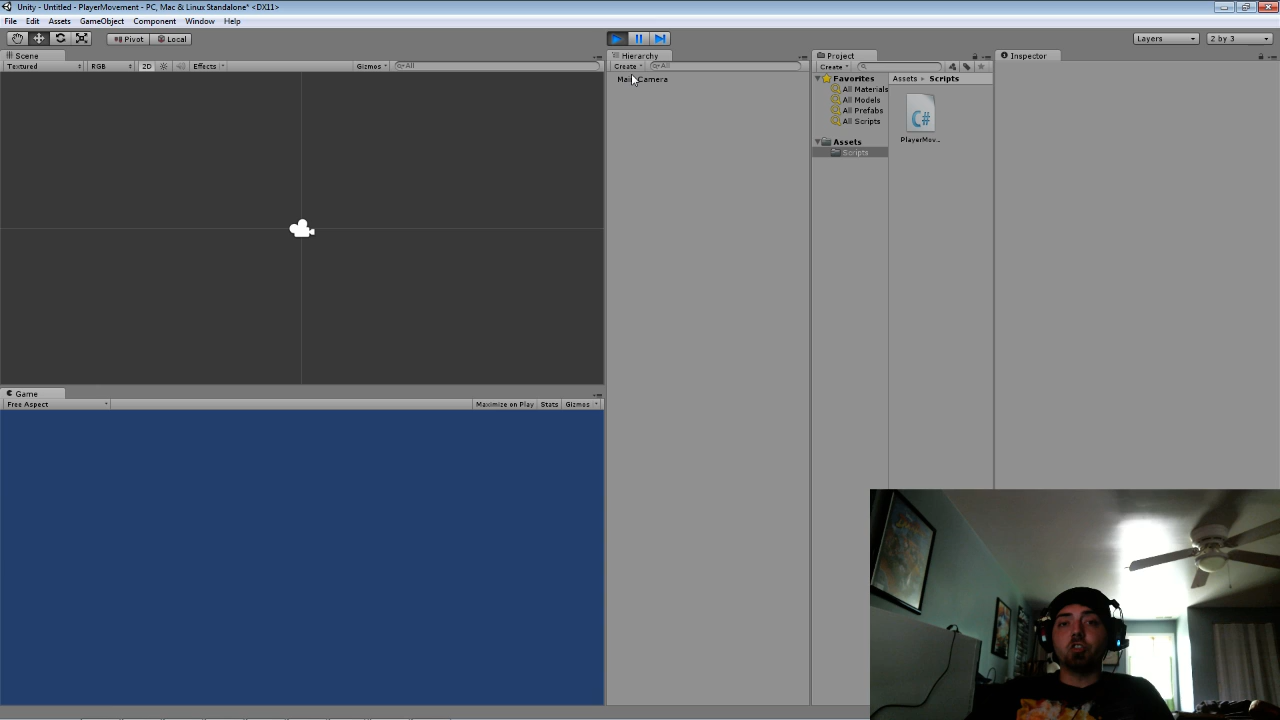 Unity - Untitled - PlayerMovement - PC, Mac & Linux Standalone* <DX11>
File Edit Assets GameObject Component Window Help
Pivot Local Layers 2 by 3
Scene Hierarchy Project Inspector
Textured RGB 2D Effects Gizmos All Create All Create
Main Camera Favorites Assets Scripts
All Materials
All Models
All Prefabs
All Scripts
C#
PlayerMov...
Assets
Scripts
Game
Free Aspect Maximize on Play Stats Gizmos